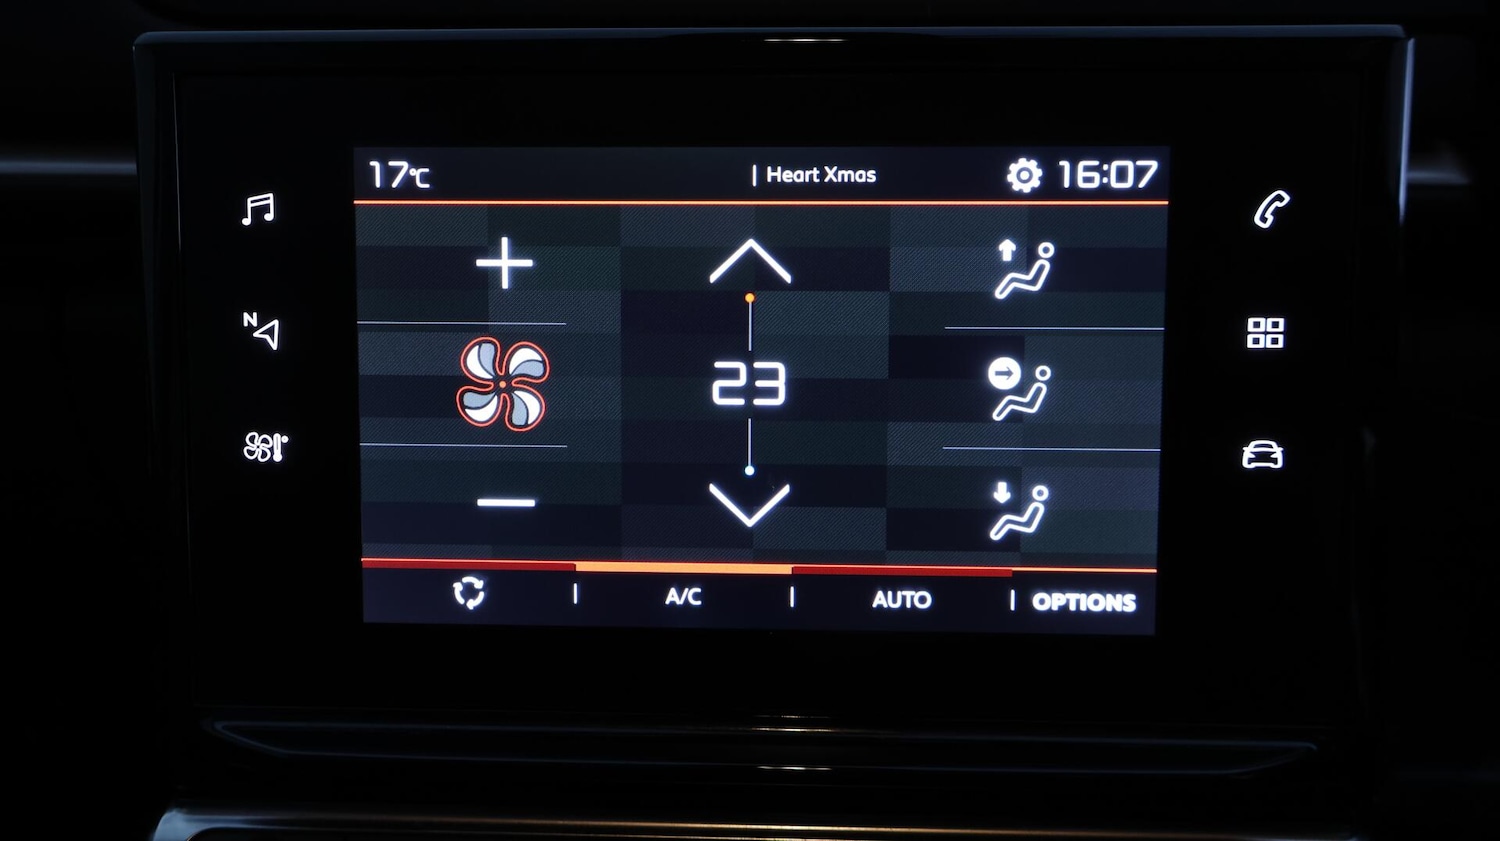 17°C | Heart Xmas 16:07
N
23
| A/C | AUTO | OPTIONS